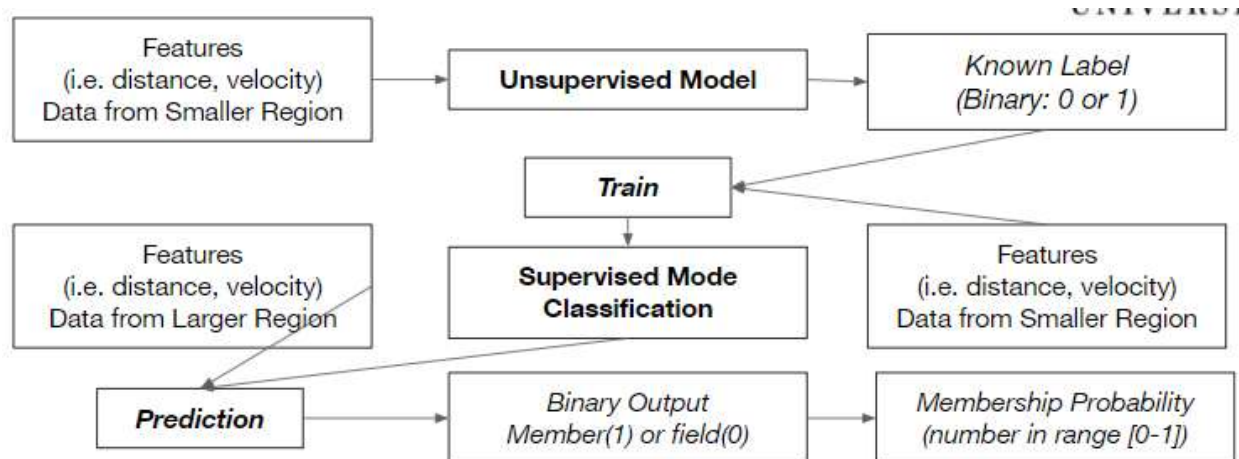 Features
(i.e. distance, velocity)
Data from Smaller Region
Unsupervised Model
Known Label
(Binary: 0 or 1)
Train
Features
(i.e. distance, velocity)
Data from Larger Region
Supervised Mode
Classification
Features
(i.e. distance, velocity)
Data from Smaller Region
Prediction
Binary Output
Member(1) or field(0)
Membership Probability
(number in range [0-1])